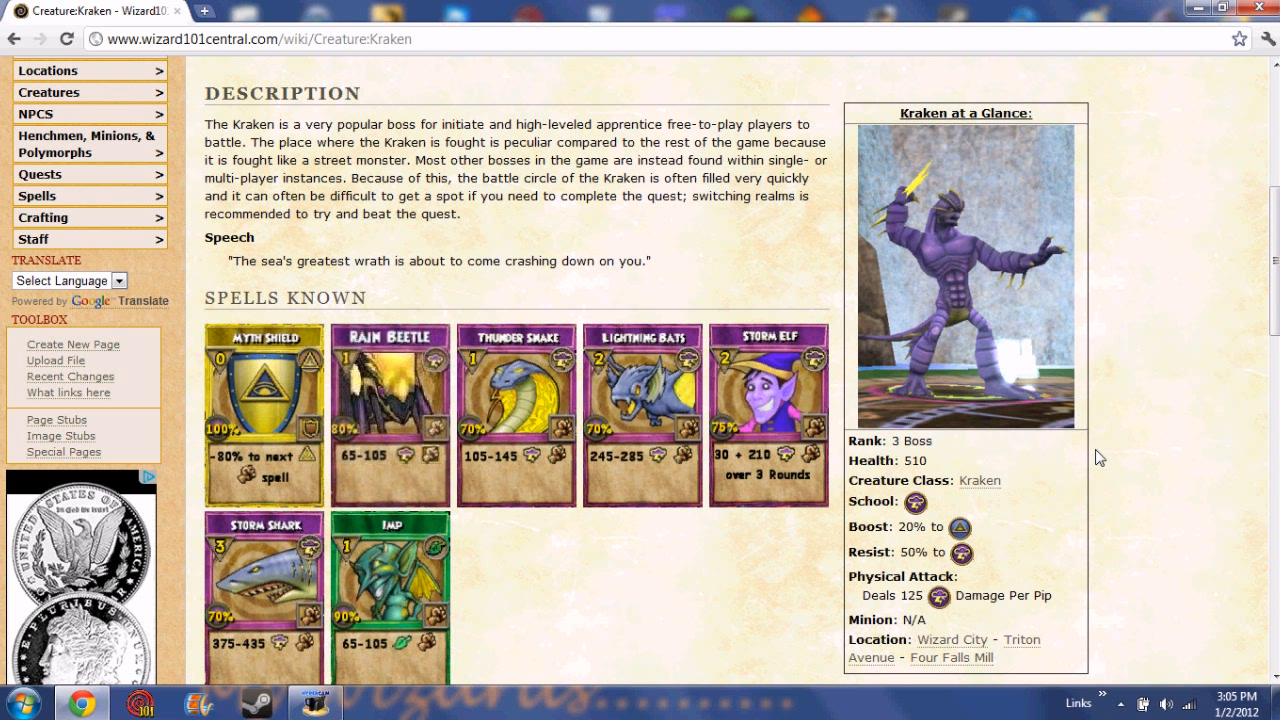 Creature:Kraken - Wizard10
www.wizard101central.com/wiki/Creature:Kraken
Locations >
Creatures >
NPCS >
Henchmen, Minions, &
Polymorphs >
Quests >
Spells >
Crafting >
Staff >
TRANSLATE
Select Language
Powered by Google™ Translate
TOOLBOX
Create New Page
Upload File
Recent Changes
What links here
Page Stubs
Image Stubs
Special Pages
DESCRIPTION
The Kraken is a very popular boss for initiate and high-leveled apprentice free-to-play players to
battle. The place where the Kraken is fought is peculiar compared to the rest of the game because
it is fought like a street monster. Most other bosses in the game are instead found within single- or
multi-player instances. Because of this, the battle circle of the Kraken is often filled very quickly
and it can often be difficult to get a spot if you need to complete the quest; switching realms is
recommended to try and beat the quest.
Speech
"The sea's greatest wrath is about to come crashing down on you."
SPELLS KNOWN
MYTH SHIELD
0
100%
-80% to next
spell
RAIN BEETLE
1
80%
65-105
THUNDER SNAKE
1
70%
105-145
LIGHTNING BATS
2
70%
245-285
STORM ELF
2
75%
30 + 210
over 3 Rounds
STORM SHARK
3
70%
375-435
IMP
1
90%
65-105
Kraken at a Glance:
Rank: 3 Boss
Health: 510
Creature Class: Kraken
School:
Boost: 20% to
Resist: 50% to
Physical Attack:
Deals 125 Damage Per Pip
Minion: N/A
Location: Wizard City - Triton
Avenue - Four Falls Mill
101
HYPERCAM
Links
3:05 PM
1/2/2012